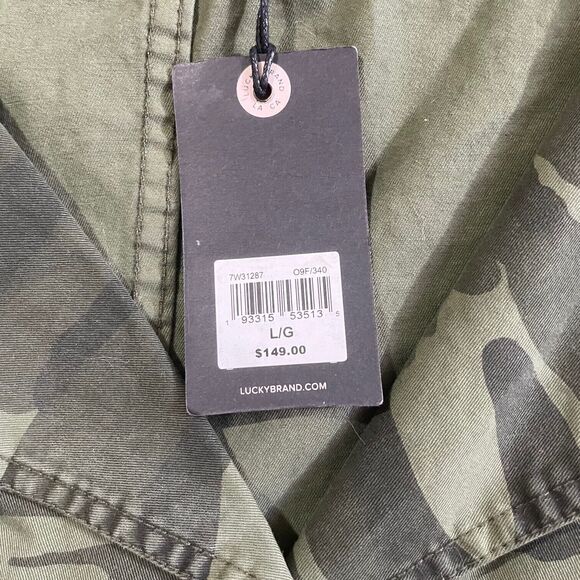 LUCKY BRAND
LA CA
7W31287 O9F/340
1 93315 53513 5
L/G
$149.00
LUCKYBRAND.COM